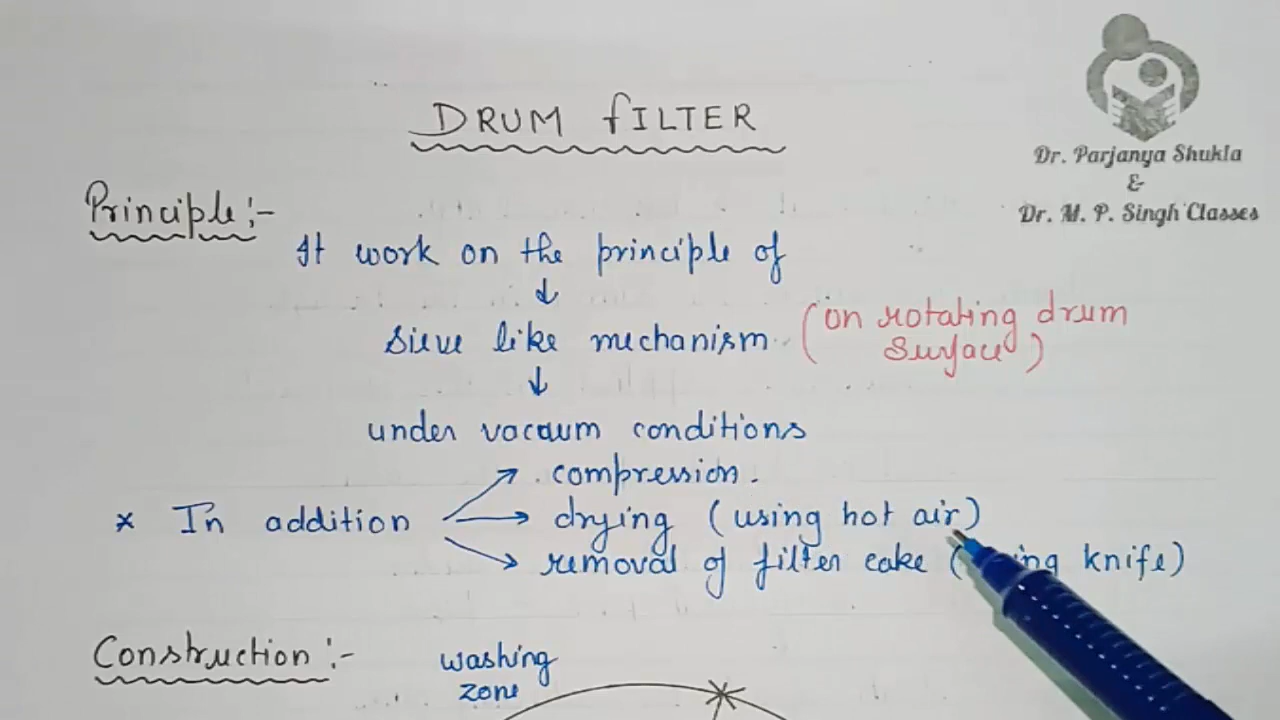 DRUM fILTER
Dr. Parjanya Shukla
&
Dr. M. P. Singh Classes
Principle:-
It work on the principle of
↓
sieve like mechanism (on rotating drum
surface)
↓
under vacuum conditions
* In addition → compression.
→ drying (using hot air)
→ removal of filter cake ( knife)
Construction:-
washing
zone